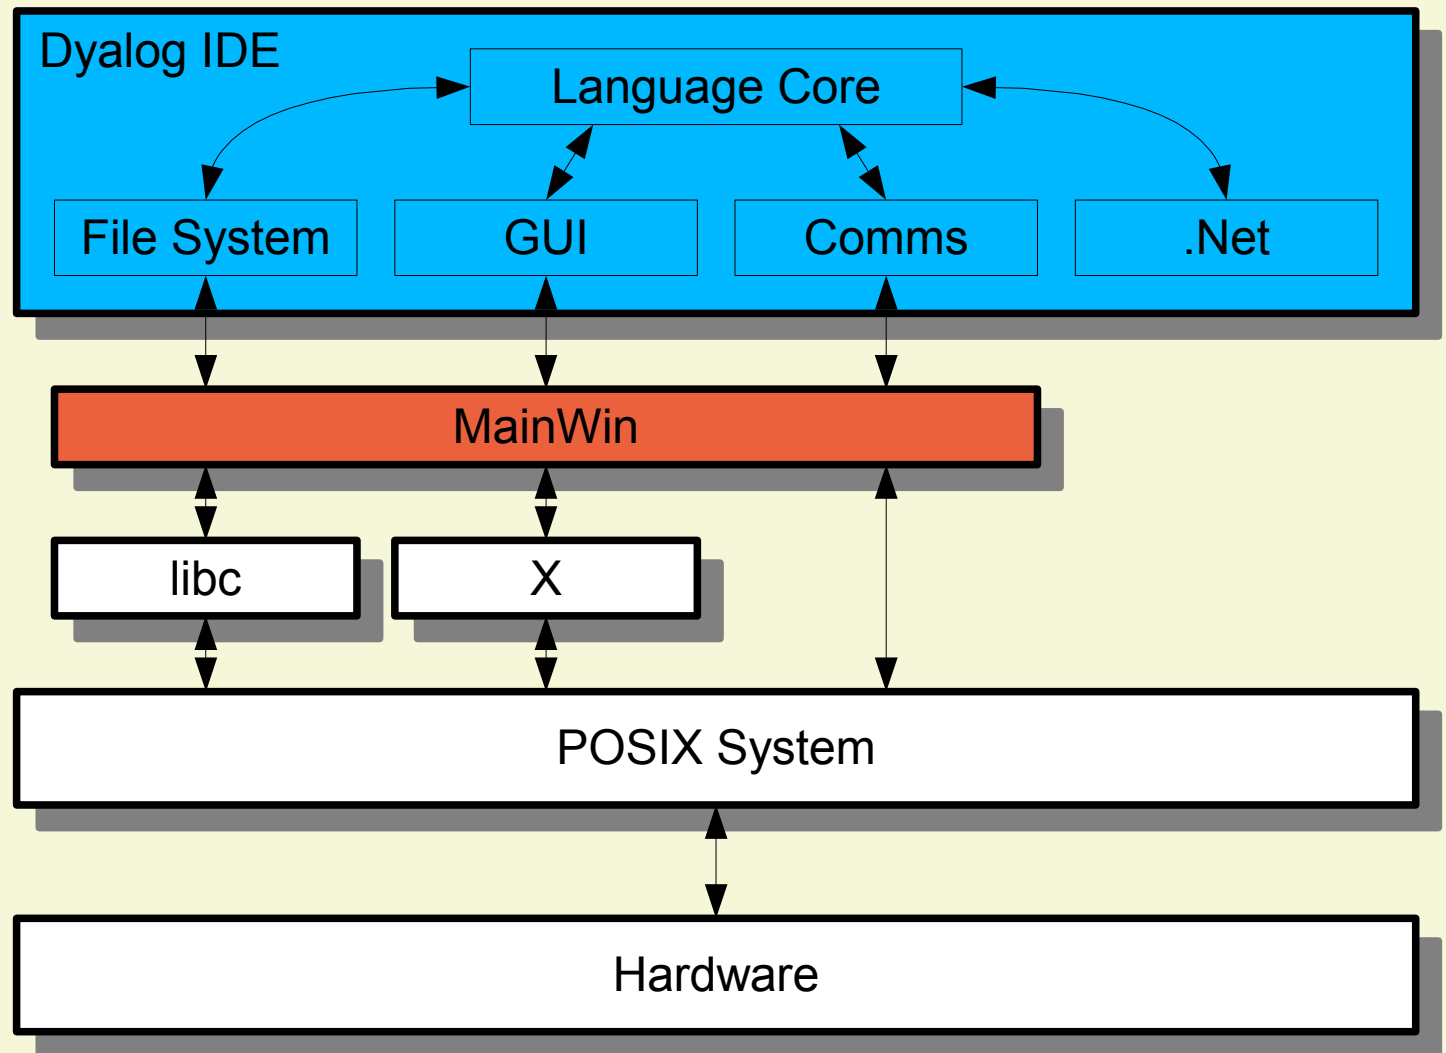 Dyalog IDE
Language Core
File System
GUI
Comms
.Net
MainWin
libc
X
POSIX System
Hardware